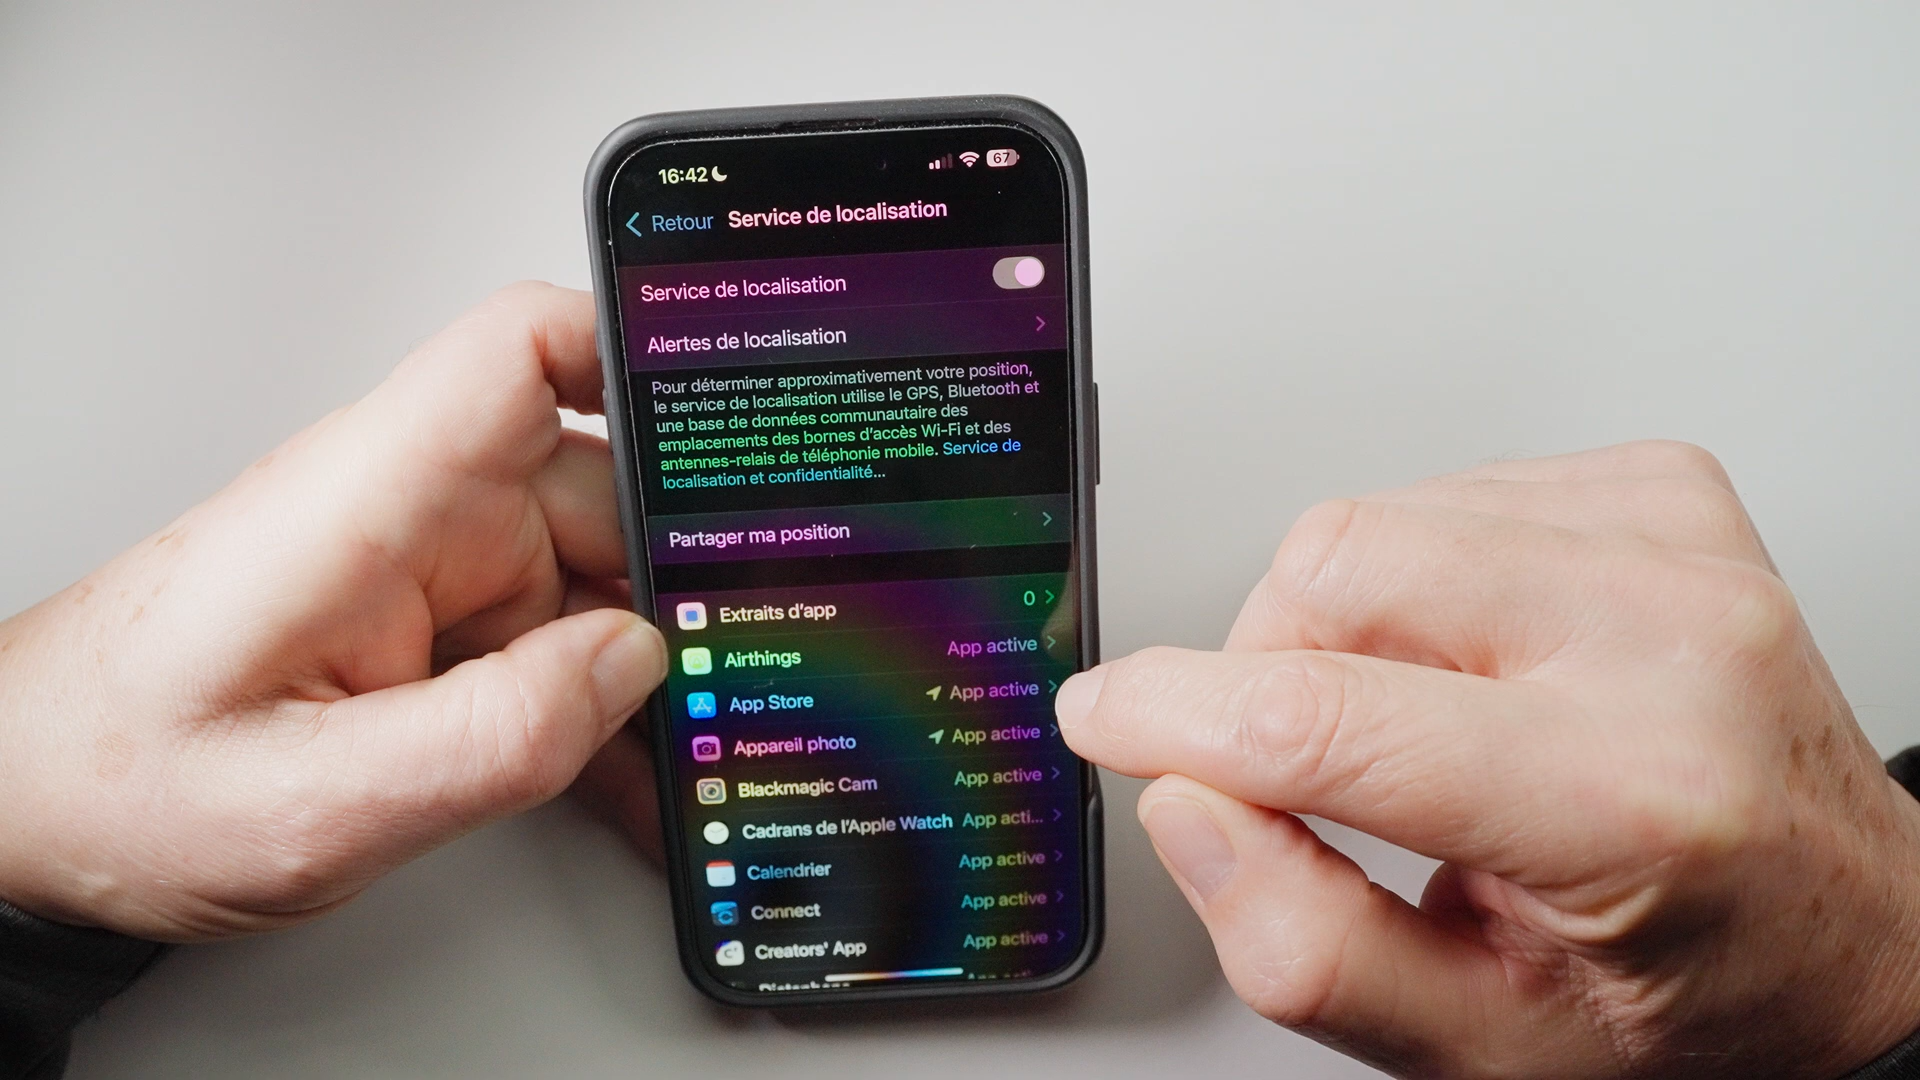 16:42 67
Retour Service de localisation
Service de localisation
Alertes de localisation
Pour déterminer approximativement votre position,
le service de localisation utilise le GPS, Bluetooth et
une base de données communautaire des
emplacements des bornes d'accès Wi-Fi et des
antennes-relais de téléphonie mobile. Service de
localisation et confidentialité...
Partager ma position
Extraits d'app 0
Airthings App active
App Store App active
Appareil photo App active
Blackmagic Cam App active
Cadrans de l'Apple Watch App acti...
Calendrier App active
Connect App active
Creators' App App active